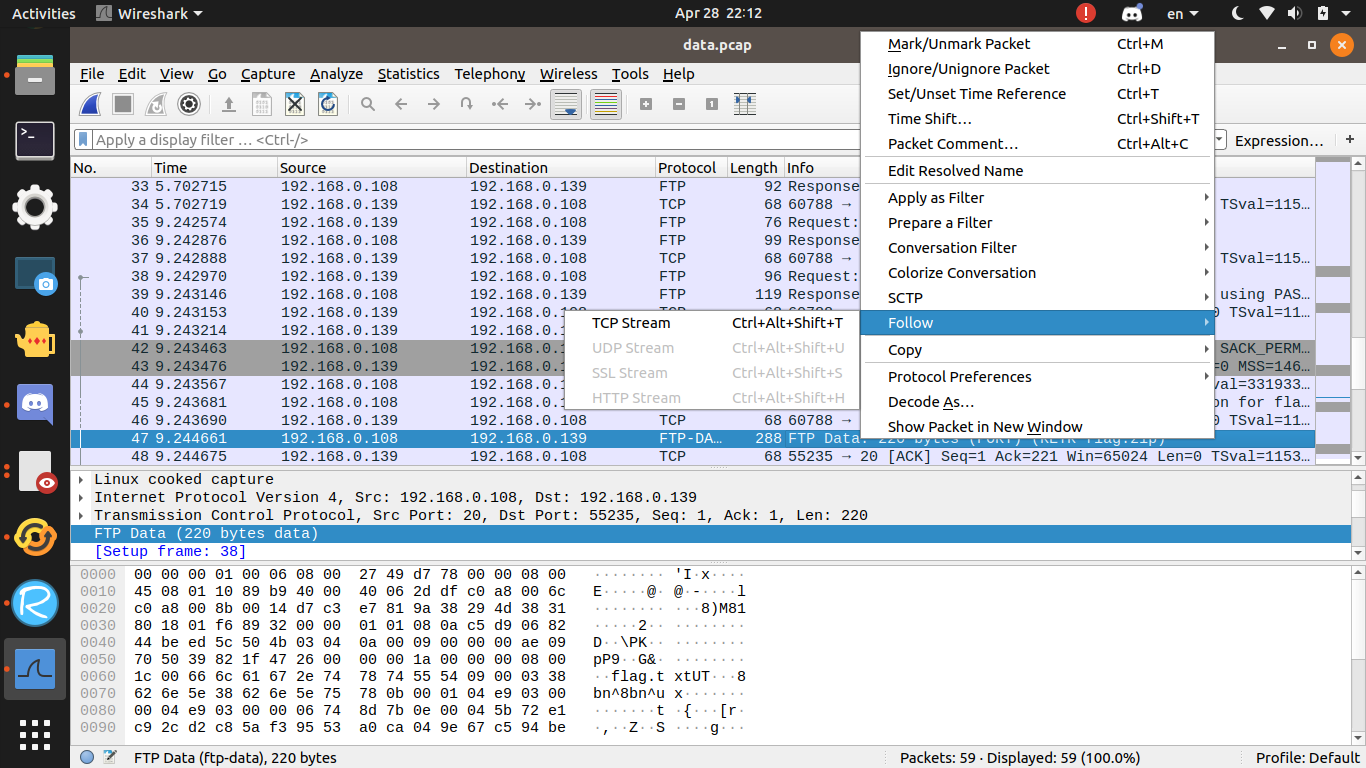 Activities Wireshark Apr 28 22:12 en
data.pcap
File Edit View Go Capture Analyze Statistics Telephony Wireless Tools Help
Apply a display filter … <Ctrl-/> Expression… +
No. Time Source Destination Protocol Length Info
33 5.702715 192.168.0.108 192.168.0.139 FTP 92 Response
34 5.702719 192.168.0.139 192.168.0.108 TCP 68 60788 → TSval=115…
35 9.242574 192.168.0.139 192.168.0.108 FTP 76 Request:
36 9.242876 192.168.0.108 192.168.0.139 FTP 99 Response
37 9.242888 192.168.0.139 192.168.0.108 TCP 68 60788 → TSval=115…
38 9.242970 192.168.0.139 192.168.0.108 FTP 96 Request:
39 9.243146 192.168.0.108 192.168.0.139 FTP 119 Response using PAS…
40 9.243153 192.168.0.139 192.168.0.1 TSval=11…
41 9.243214 192.168.0.139 192.168.0.1
42 9.243463 192.168.0.108 192.168.0.1 SACK_PERM…
43 9.243476 192.168.0.139 192.168.0.1 =0 MSS=146…
44 9.243567 192.168.0.108 192.168.0.1 val=331933…
45 9.243681 192.168.0.108 192.168.0.1 on for fla…
46 9.243690 192.168.0.139 192.168.0.108 TCP 68 60788 → TSval=11…
47 9.244661 192.168.0.108 192.168.0.139 FTP-DA… 288 FTP Data: 220 bytes (PORT) (RETR flag.zip)
48 9.244675 192.168.0.139 192.168.0.108 TCP 68 55235 → 20 [ACK] Seq=1 Ack=221 Win=65024 Len=0 TSval=1153…
Mark/Unmark Packet Ctrl+M
Ignore/Unignore Packet Ctrl+D
Set/Unset Time Reference Ctrl+T
Time Shift… Ctrl+Shift+T
Packet Comment… Ctrl+Alt+C
Edit Resolved Name
Apply as Filter
Prepare a Filter
Conversation Filter
Colorize Conversation
SCTP
Follow
Copy
Protocol Preferences
Decode As…
Show Packet in New Window
TCP Stream Ctrl+Alt+Shift+T
UDP Stream Ctrl+Alt+Shift+U
SSL Stream Ctrl+Alt+Shift+S
HTTP Stream Ctrl+Alt+Shift+H
Linux cooked capture
Internet Protocol Version 4, Src: 192.168.0.108, Dst: 192.168.0.139
Transmission Control Protocol, Src Port: 20, Dst Port: 55235, Seq: 1, Ack: 1, Len: 220
FTP Data (220 bytes data)
[Setup frame: 38]
0000 00 00 00 01 00 06 08 00 27 49 d7 78 00 00 08 00 ········ 'I·x····
0010 45 08 01 10 89 b9 40 00 40 06 2d df c0 a8 00 6c E·····@· @·-····l
0020 c0 a8 00 8b 00 14 d7 c3 e7 81 9a 38 29 4d 38 31 ········ ···8)M81
0030 80 18 01 f6 89 32 00 00 01 01 08 0a c5 d9 06 82 ·····2·· ········
0040 44 be ed 5c 50 4b 03 04 0a 00 09 00 00 00 ae 09 D··\PK·· ········
0050 70 50 39 82 1f 47 26 00 00 00 1a 00 00 00 08 00 pP9··G&· ········
0060 1c 00 66 6c 61 67 2e 74 78 74 55 54 09 00 03 38 ··flag.t xtUT···8
0070 62 6e 5e 38 62 6e 5e 75 78 0b 00 01 04 e9 03 00 bn^8bn^u x·······
0080 00 04 e9 03 00 00 06 74 8d 7b 0e 00 04 5b 72 e1 ·······t ·{···[r·
0090 c9 2c d2 c8 5a f3 95 53 a0 ca 04 9e 67 c5 94 be ·,··Z··S ····g···
FTP Data (ftp-data), 220 bytes Packets: 59 · Displayed: 59 (100.0%) Profile: Default